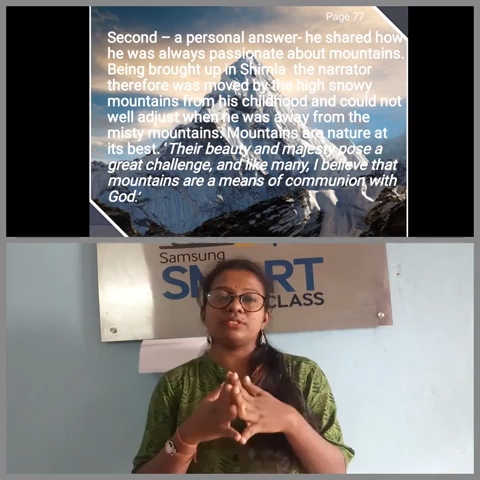 Page 77
Second – a personal answer- he shared how
he was always passionate about mountains.
Being brought up in Shimla the narrator
therefore was moved by the high snowy
mountains from his childhood and could not
well adjust when he was away from the
misty mountains. Mountains are nature at
its best. 'Their beauty and majesty pose a
great challenge, and like many, I believe that
mountains are a means of communion with
God.'
Samsung
SMART
CLASS